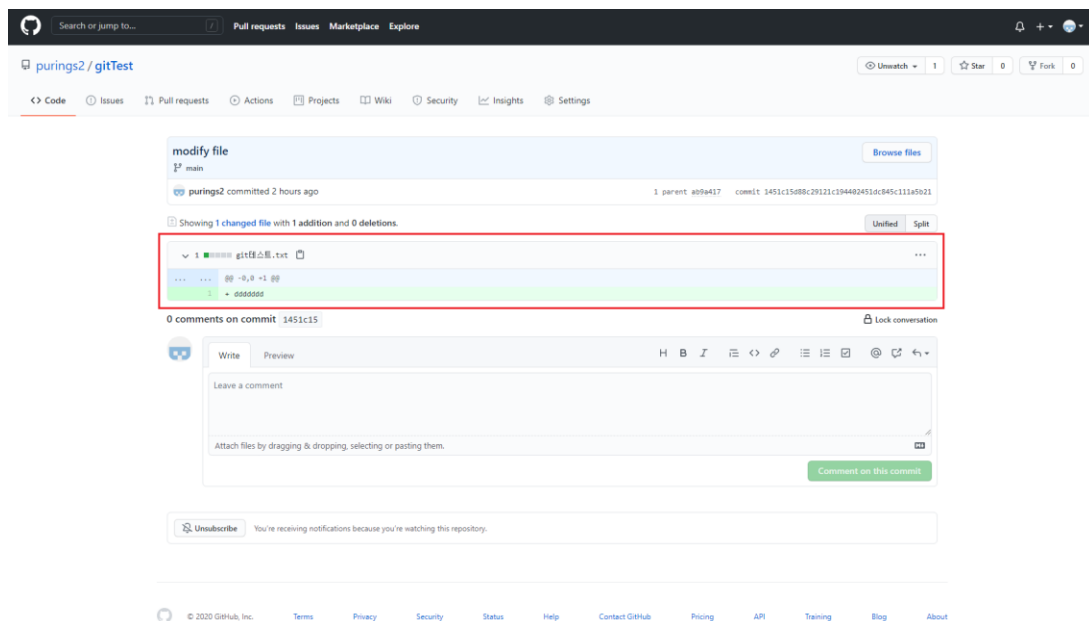 Search or jump to... / Pull requests Issues Marketplace Explore
purings2 / gitTest Unwatch 1 Star 0 Fork 0
Code Issues Pull requests Actions Projects Wiki Security Insights Settings
modify file Browse files
main
purings2 committed 2 hours ago 1 parent ab9a417 commit 1451c15d88c29121c194402451dc845c111a5b21
Showing 1 changed file with 1 addition and 0 deletions. Unified Split
1 git테스트.txt ...
... ... @@ -0,0 +1 @@
1 + ddddddd
0 comments on commit 1451c15 Lock conversation
Write Preview H B I
Leave a comment
Attach files by dragging & dropping, selecting or pasting them.
Comment on this commit
Unsubscribe You're receiving notifications because you're watching this repository.
© 2020 GitHub, Inc. Terms Privacy Security Status Help Contact GitHub Pricing API Training Blog About